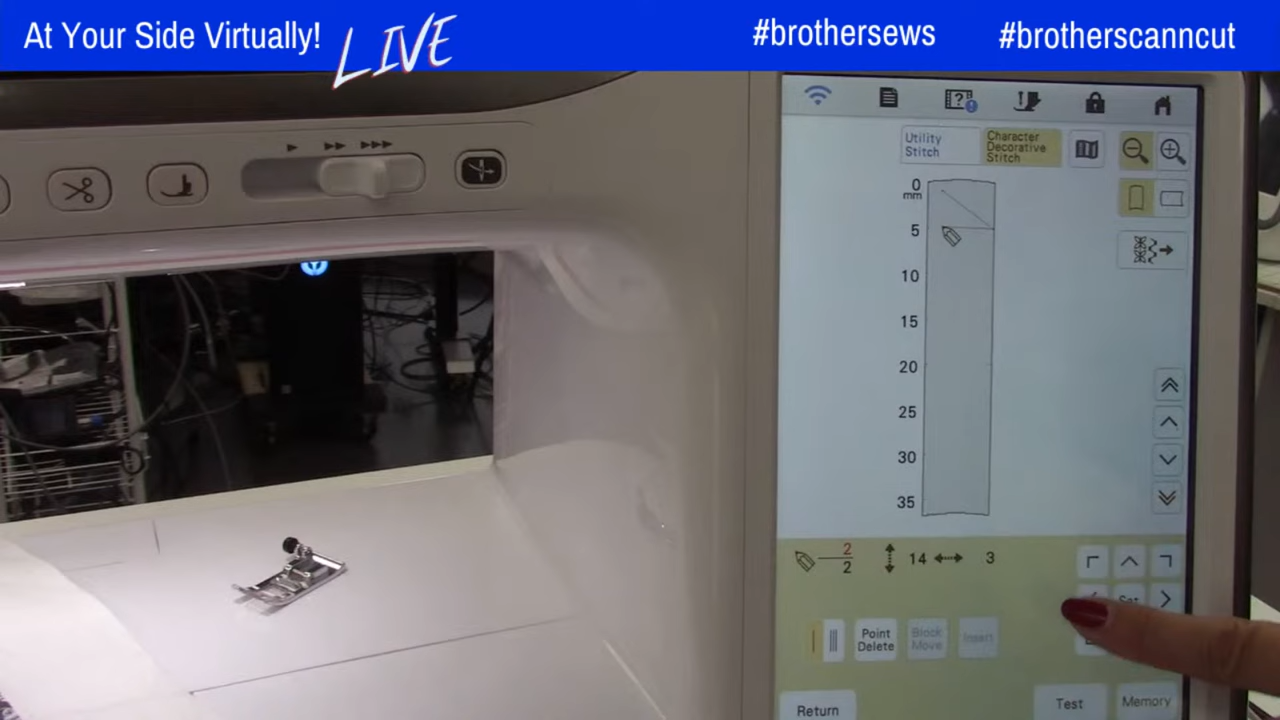 At Your Side Virtually! LIVE
#brothersews
#brotherscanncut
Utility
Stitch
Character
Decorative
Stitch
0
mm
5
10
15
20
25
30
35
2
2
14
3
Set
Point
Delete
Block
Move
Insert
Return
Test
Memory